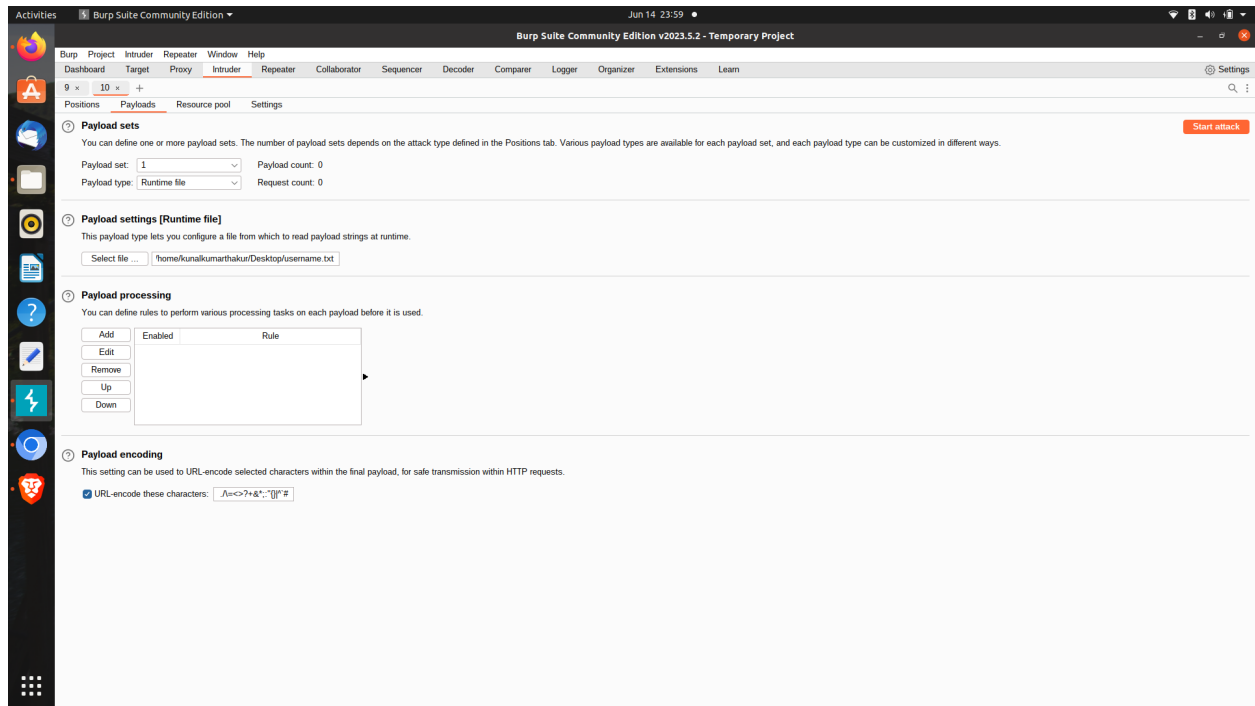 Activities Burp Suite Community Edition Jun 14 23:59
Burp Suite Community Edition v2023.5.2 - Temporary Project
Burp Project Intruder Repeater Window Help
Dashboard Target Proxy Intruder Repeater Collaborator Sequencer Decoder Comparer Logger Organizer Extensions Learn Settings
9 × 10 × +
Positions Payloads Resource pool Settings
? Payload sets Start attack
You can define one or more payload sets. The number of payload sets depends on the attack type defined in the Positions tab. Various payload types are available for each payload set, and each payload type can be customized in different ways.
Payload set: 1 Payload count: 0
Payload type: Runtime file Request count: 0
? Payload settings [Runtime file]
This payload type lets you configure a file from which to read payload strings at runtime.
Select file ... /home/kunalkumarthakur/Desktop/username.txt
? Payload processing
You can define rules to perform various processing tasks on each payload before it is used.
Add Enabled Rule
Edit
Remove
Up
Down
? Payload encoding
This setting can be used to URL-encode selected characters within the final payload, for safe transmission within HTTP requests.
URL-encode these characters: ./\=<>?+&*;:"{}|^`#